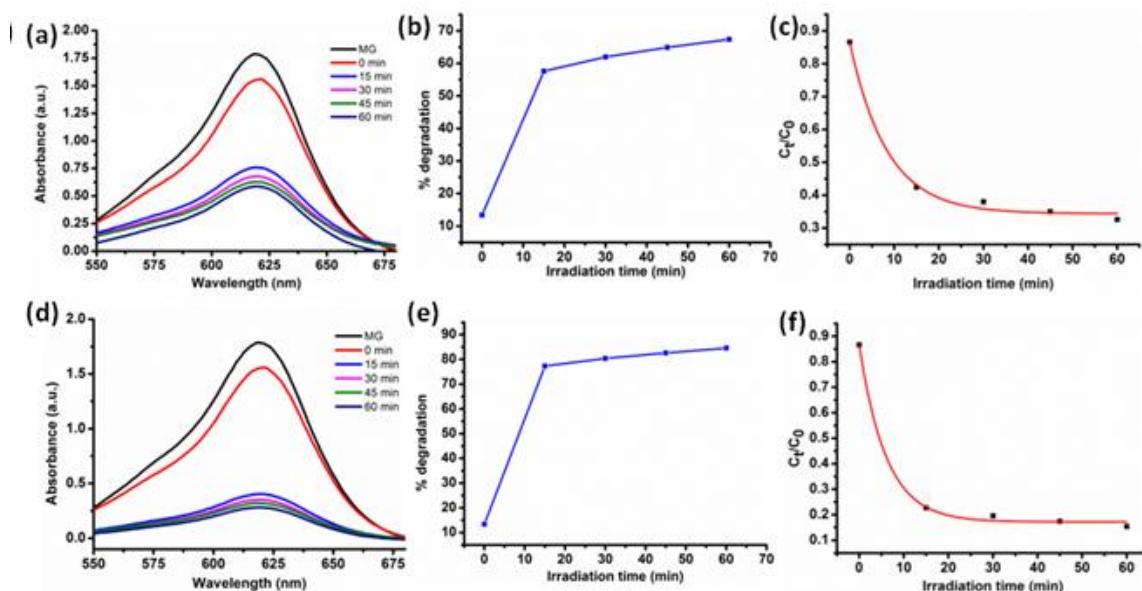 (a)
2.00
1.75
1.50
1.25
1.00
0.75
0.50
0.25
0.00
Absorbance (a.u.)
MG
0 min
15 min
30 min
45 min
60 min
550 575 600 625 650 675
Wavelength (nm)
(b)
70
60
50
40
30
20
10
% degradation
0 10 20 30 40 50 60 70
Irradiation time (min)
(c)
0.9
0.8
0.7
0.6
0.5
0.4
0.3
Ct/C0
0 10 20 30 40 50 60
Irradiation time (min)
(d)
2.0
1.5
1.0
0.5
0.0
Absorbance (a.u.)
MG
0 min
15 min
30 min
45 min
60 min
550 575 600 625 650 675
Wavelength (nm)
(e)
90
80
70
60
50
40
30
20
10
% degradation
0 10 20 30 40 50 60 70
Irradiation time (min)
(f)
0.9
0.8
0.7
0.6
0.5
0.4
0.3
0.2
0.1
Ct/C0
0 10 20 30 40 50 60
Irradiation time (min)